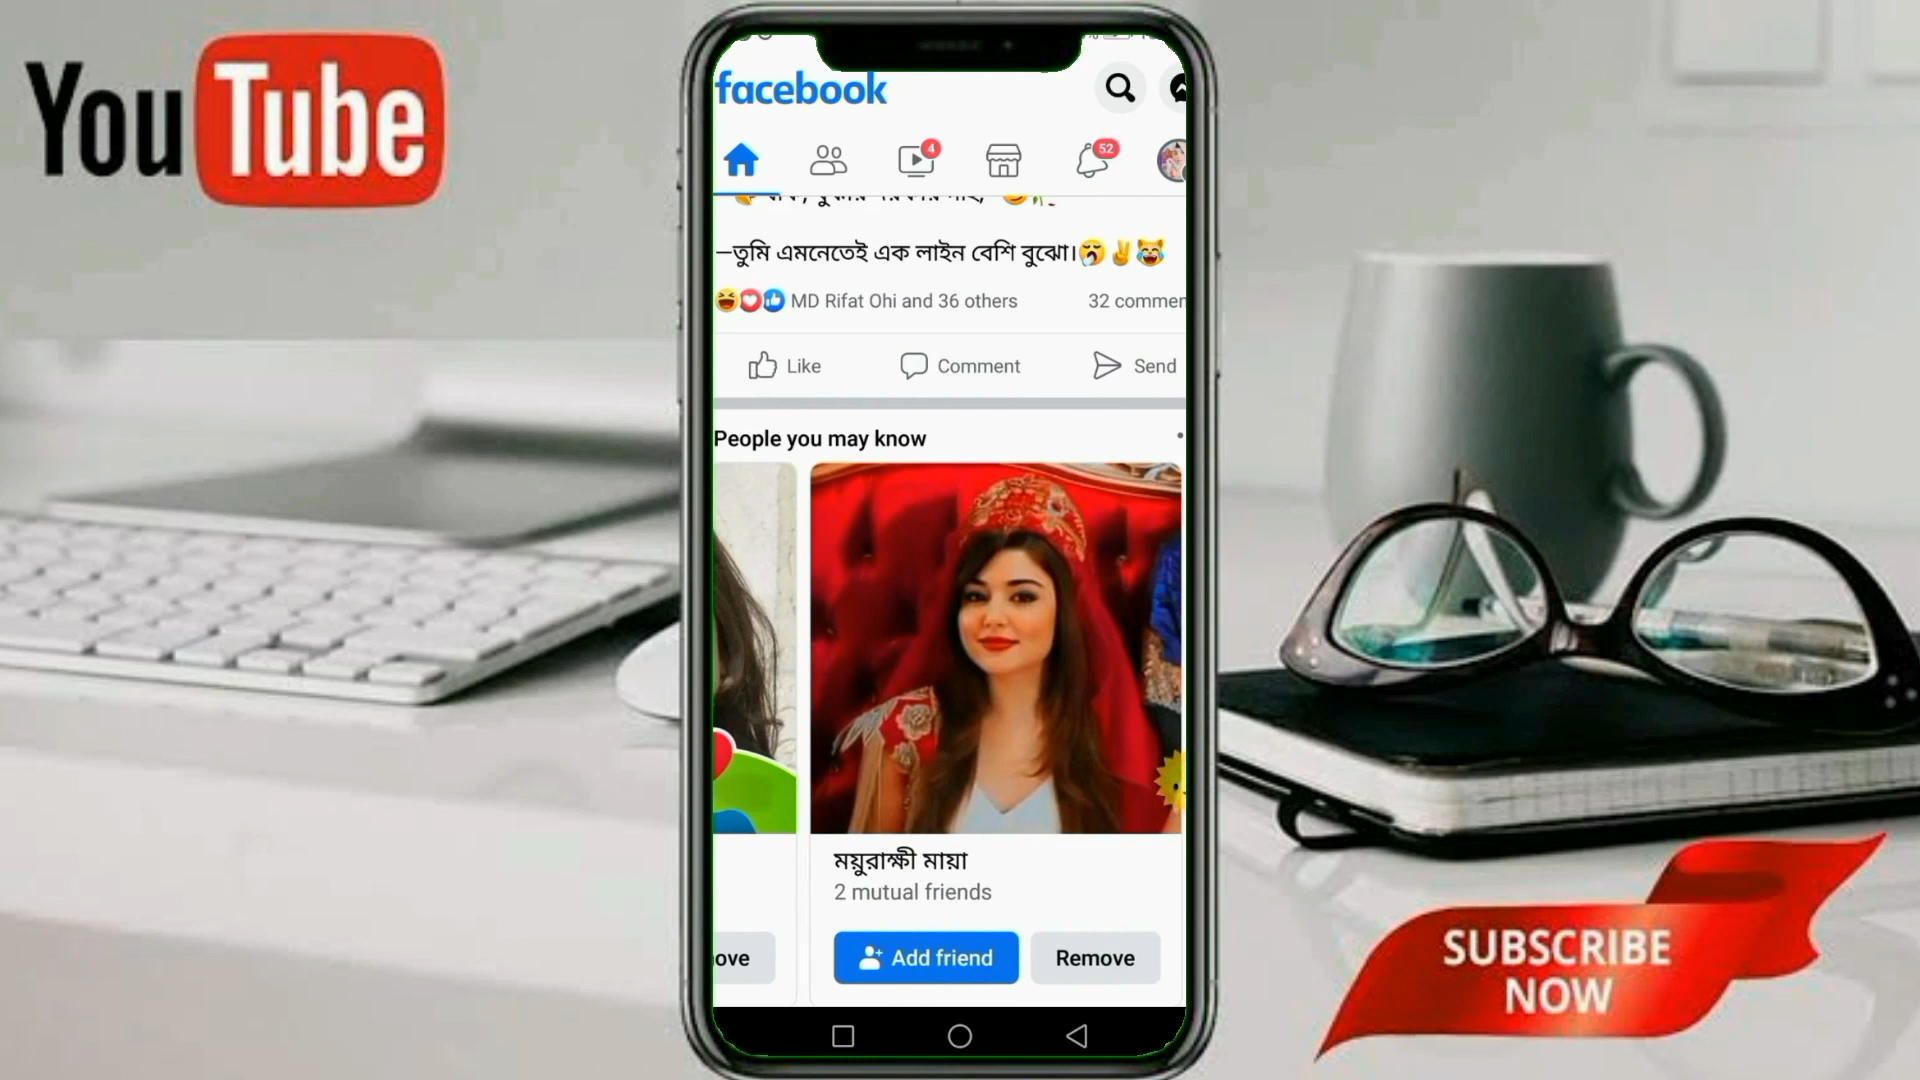 YouTube
facebook
4
52
–তুমি এমনেতেই এক লাইন বেশি বুঝো।🥱✌️😹
MD Rifat Ohi and 36 others
32 commen
Like
Comment
Send
People you may know
ময়ুরাক্ষী মায়া
2 mutual friends
ove
Add friend
Remove
SUBSCRIBE
NOW